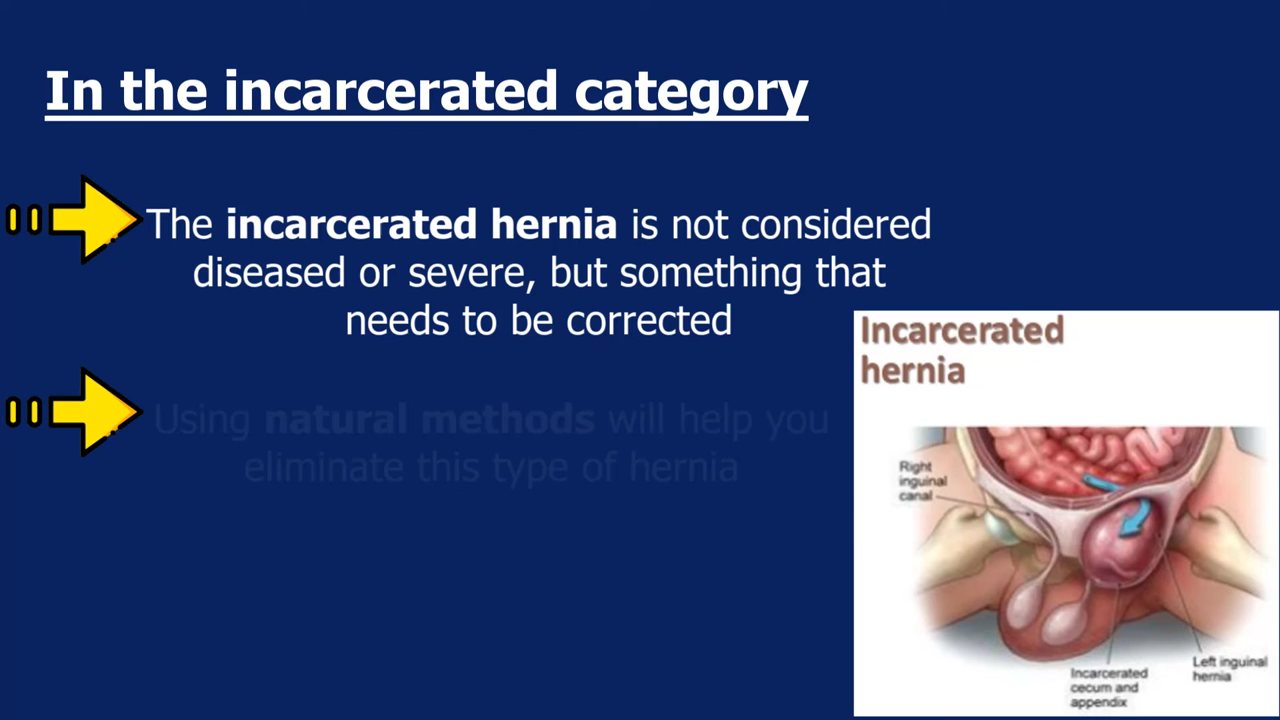 In the incarcerated category
The incarcerated hernia is not considered
diseased or severe, but something that
needs to be corrected
Using natural methods will help you
eliminate this type of hernia
Incarcerated
hernia
Right
inguinal
canal
Incarcerated
cecum and
appendix
Left inguinal
hernia